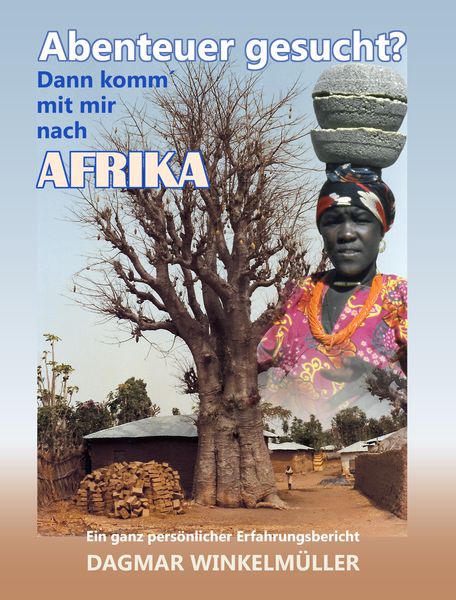 Abenteuer gesucht?
Dann komm´
mit mir
nach
AFRIKA
Ein ganz persönlicher Erfahrungsbericht
DAGMAR WINKELMÜLLER